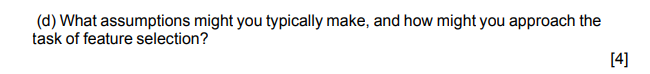 (d) What assumptions might you typically make, and how might you approach the
task of feature selection?
[4]